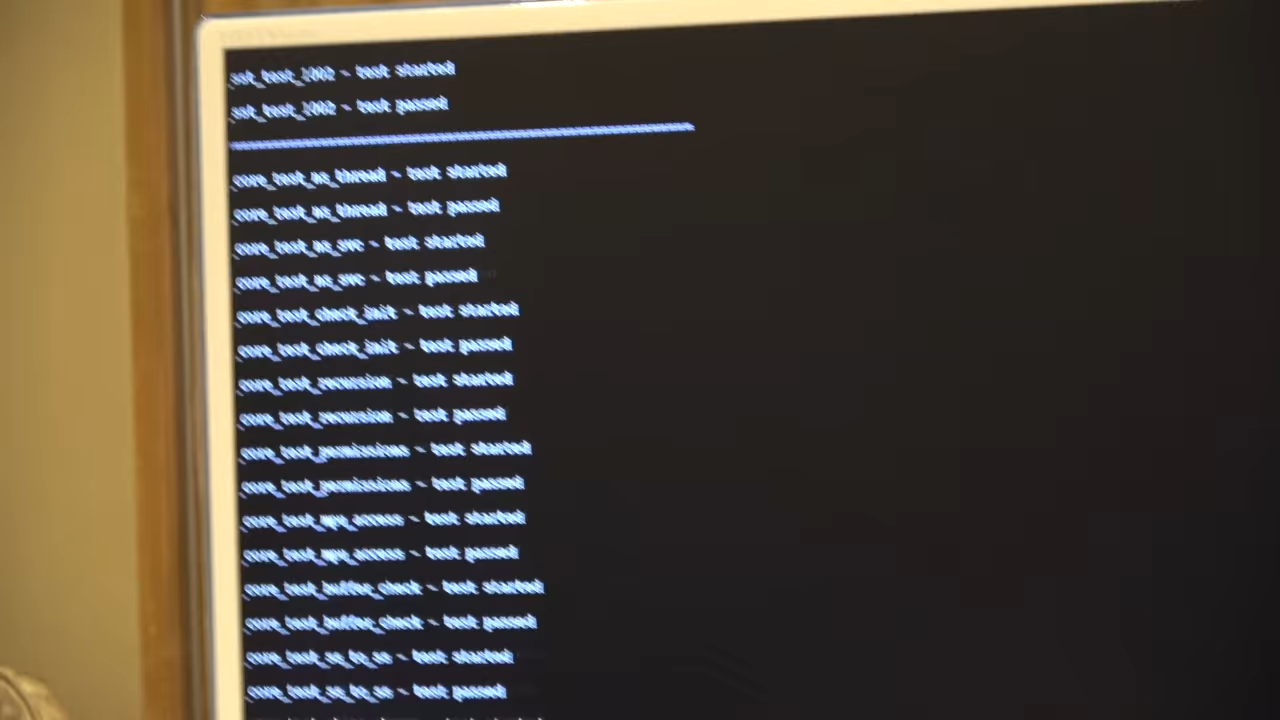 sst_test_1002 - test started
sst_test_1002 - test passed
core_test_ns_thread - test started
core_test_ns_thread - test passed
core_test_ns_svc - test started
core_test_ns_svc - test passed
core_test_check_init - test started
core_test_check_init - test passed
core_test_recursion - test started
core_test_recursion - test passed
core_test_permissions - test started
core_test_permissions - test passed
core_test_mpu_access - test started
core_test_mpu_access - test passed
core_test_buffer_check - test started
core_test_buffer_check - test passed
core_test_ss_to_ss - test started
core_test_ss_to_ss - test passed